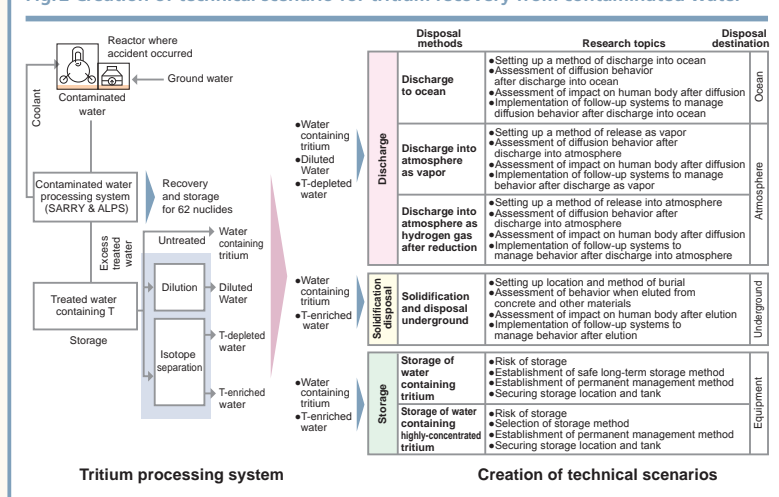 Fig.2 Creation of technical scenario for tritium recovery from contaminated water
Reactor where
accident occurred
Ground water
Contaminated
water
Coolant
Contaminated water
processing system
(SARRY & ALPS)
Recovery
and storage
for 62 nuclides
Excess
treated
water
Treated water
containing T
Storage
Untreated
Water
containing
tritium
Dilution
Diluted
Water
Isotope
separation
T-depleted
water
T-enriched
water
Tritium processing system
●Water
containing
tritium
●Diluted
Water
●T-depleted
water
●Water
containing
tritium
●T-enriched
water
●Water
containing
tritium
●T-enriched
water
Disposal
methods
Research topics
Disposal
destination
Discharge
Discharge
to ocean
●Setting up a method of discharge into ocean
●Assessment of diffusion behavior
after discharge into ocean
●Assessment of impact on human body after diffusion
●Implementation of follow-up systems to manage
diffusion behavior after discharge into ocean
Ocean
Discharge into
atmosphere
as vapor
●Setting up a method of release as vapor
●Assessment of diffusion behavior after
discharge into atmosphere
●Assessment of impact on human body after diffusion
●Implementation of follow-up systems to manage
behavior after discharge as vapor
Atmosphere
Discharge into
atmosphere as
hydrogen gas
after reduction
●Setting up a method of release into atmosphere
●Assessment of diffusion behavior after
discharge into atmosphere
●Assessment of impact on human body after diffusion
●Implementation of follow-up systems to
manage behavior after discharge into atmosphere
Solidification
disposal
Solidification
and disposal
underground
●Setting up location and method of burial
●Assessment of behavior when eluted from
concrete and other materials
●Assessment of impact on human body after elution
●Implementation of follow-up systems to
manage behavior after elution
Underground
Storage
Storage of
water
containing
tritium
●Risk of storage
●Establishment of safe long-term storage method
●Establishment of permanent management method
●Securing storage location and tank
Equipment
Storage of water
containing
highly-concentrated
tritium
●Risk of storage
●Selection of storage method
●Establishment of permanent management method
●Securing storage location and tank
Creation of technical scenarios